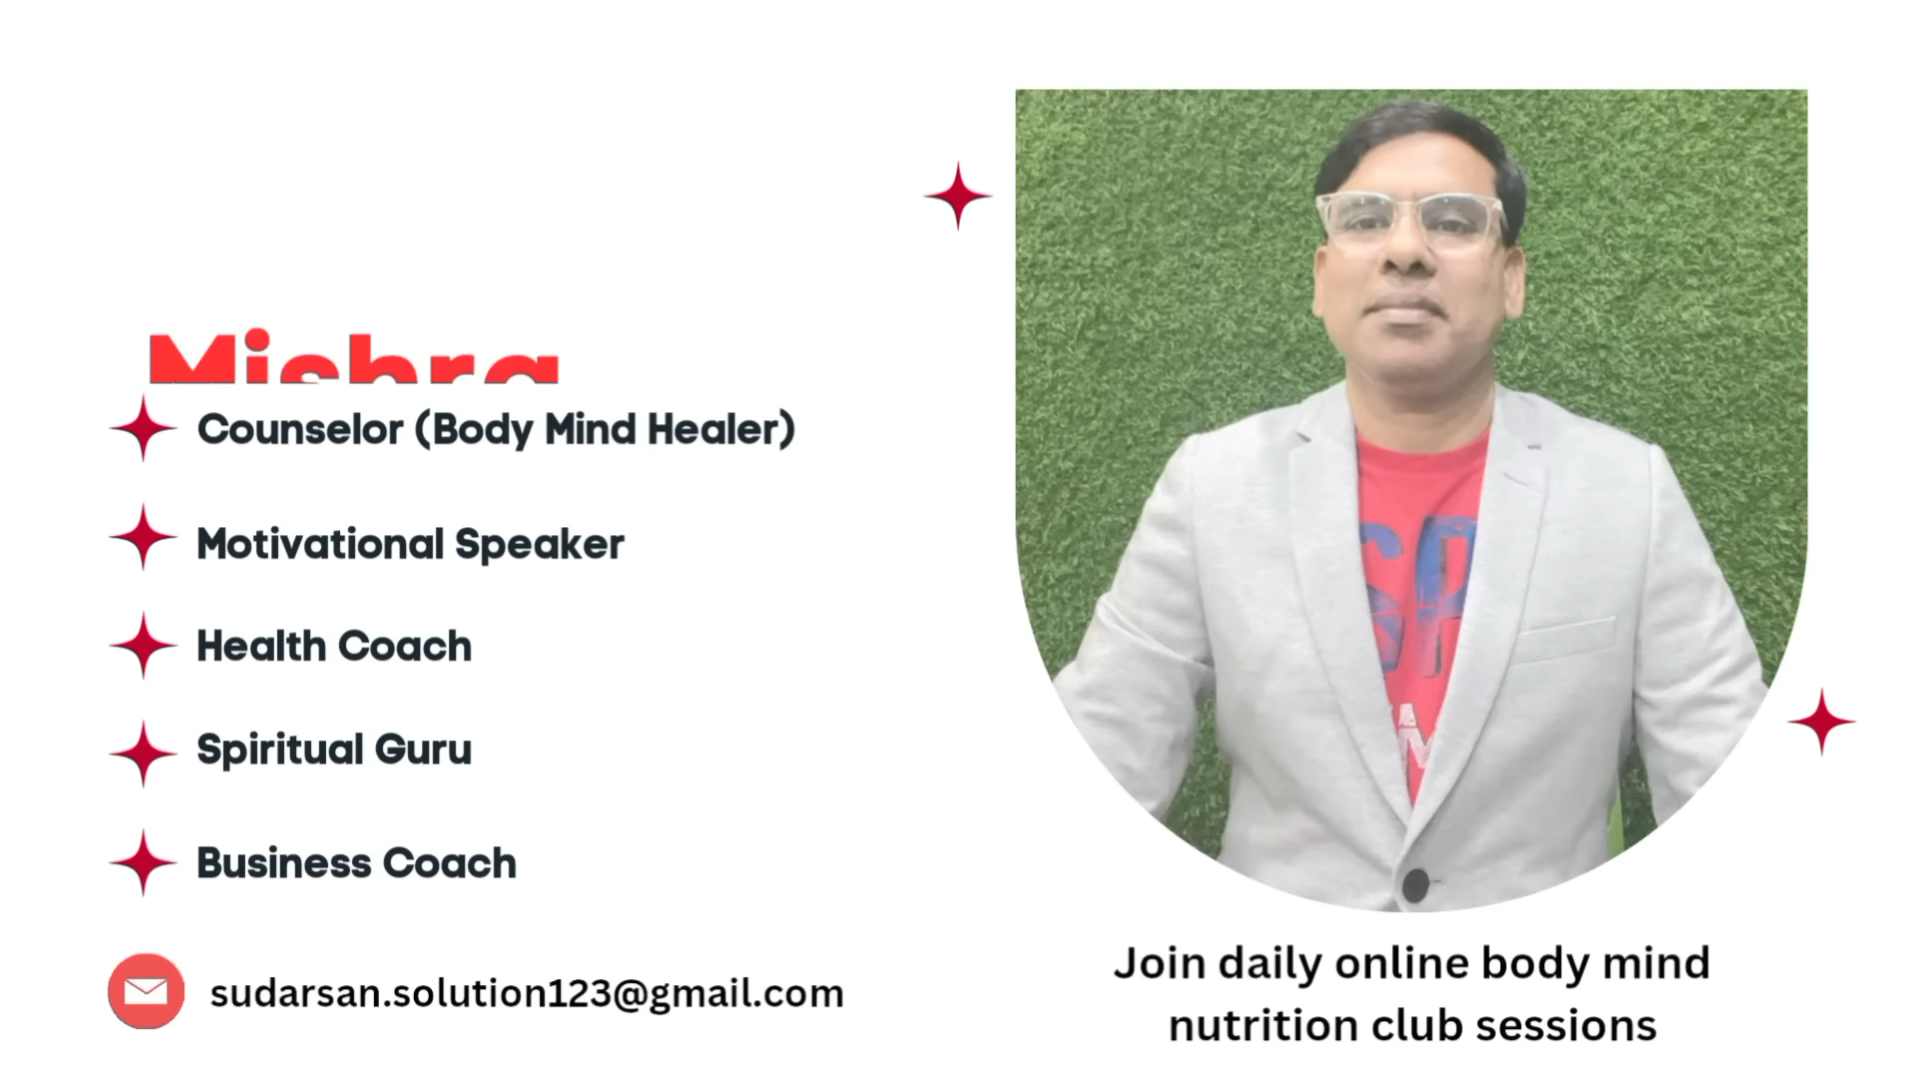 Mishra
Counselor (Body Mind Healer)
Motivational Speaker
Health Coach
Spiritual Guru
Business Coach
sudarsan.solution123@gmail.com
Join daily online body mind
nutrition club sessions